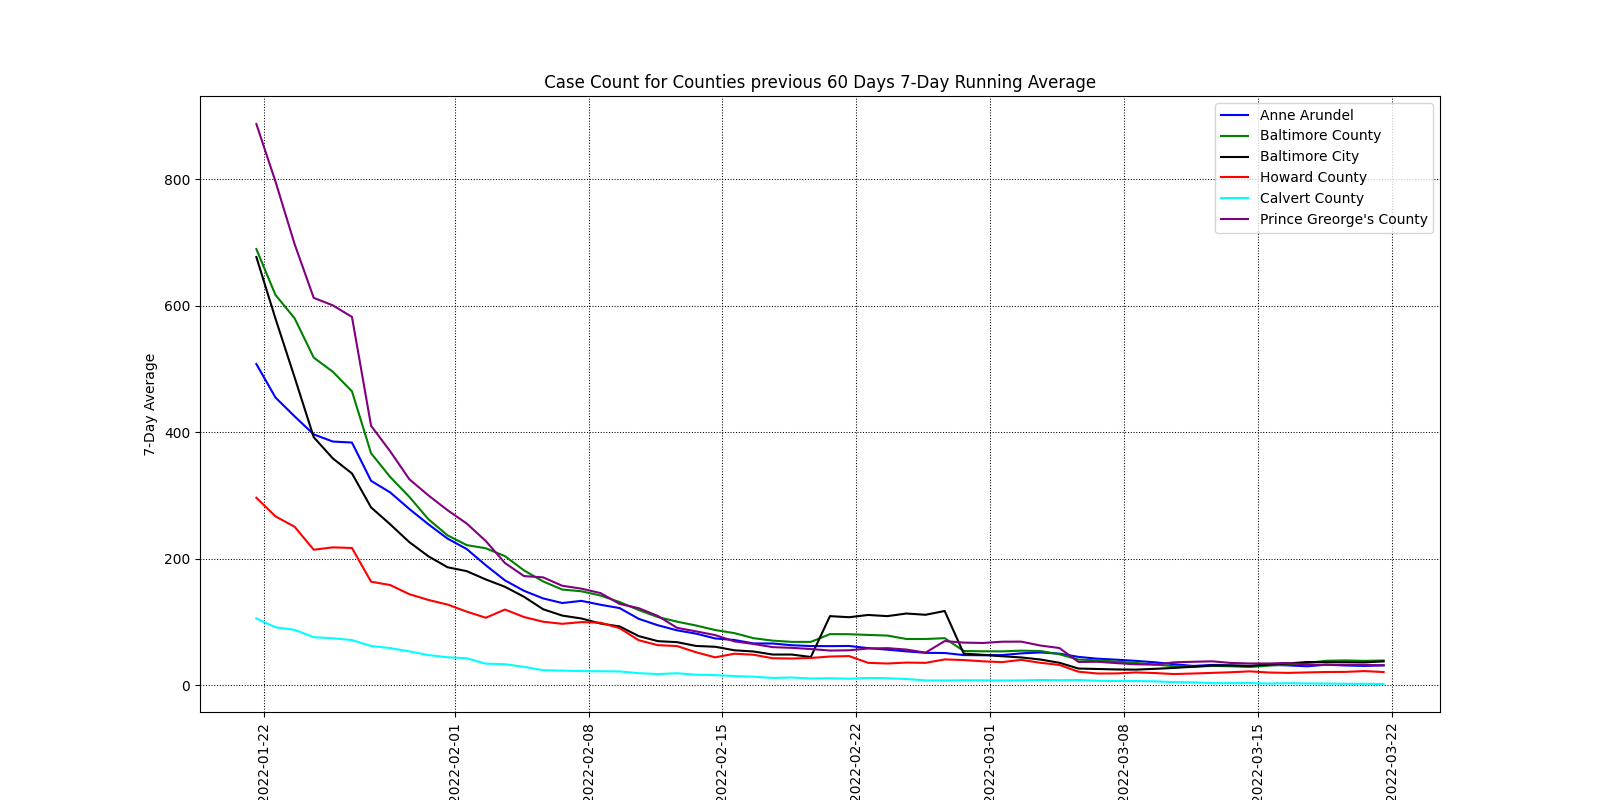 Case Count for Counties previous 60 Days 7-Day Running Average
Anne Arundel
Baltimore County
Baltimore City
Howard County
Calvert County
Prince Greorge's County
7-Day Average
800
600
400
200
0
2022-01-22
2022-02-01
2022-02-08
2022-02-15
2022-02-22
2022-03-01
2022-03-08
2022-03-15
2022-03-22